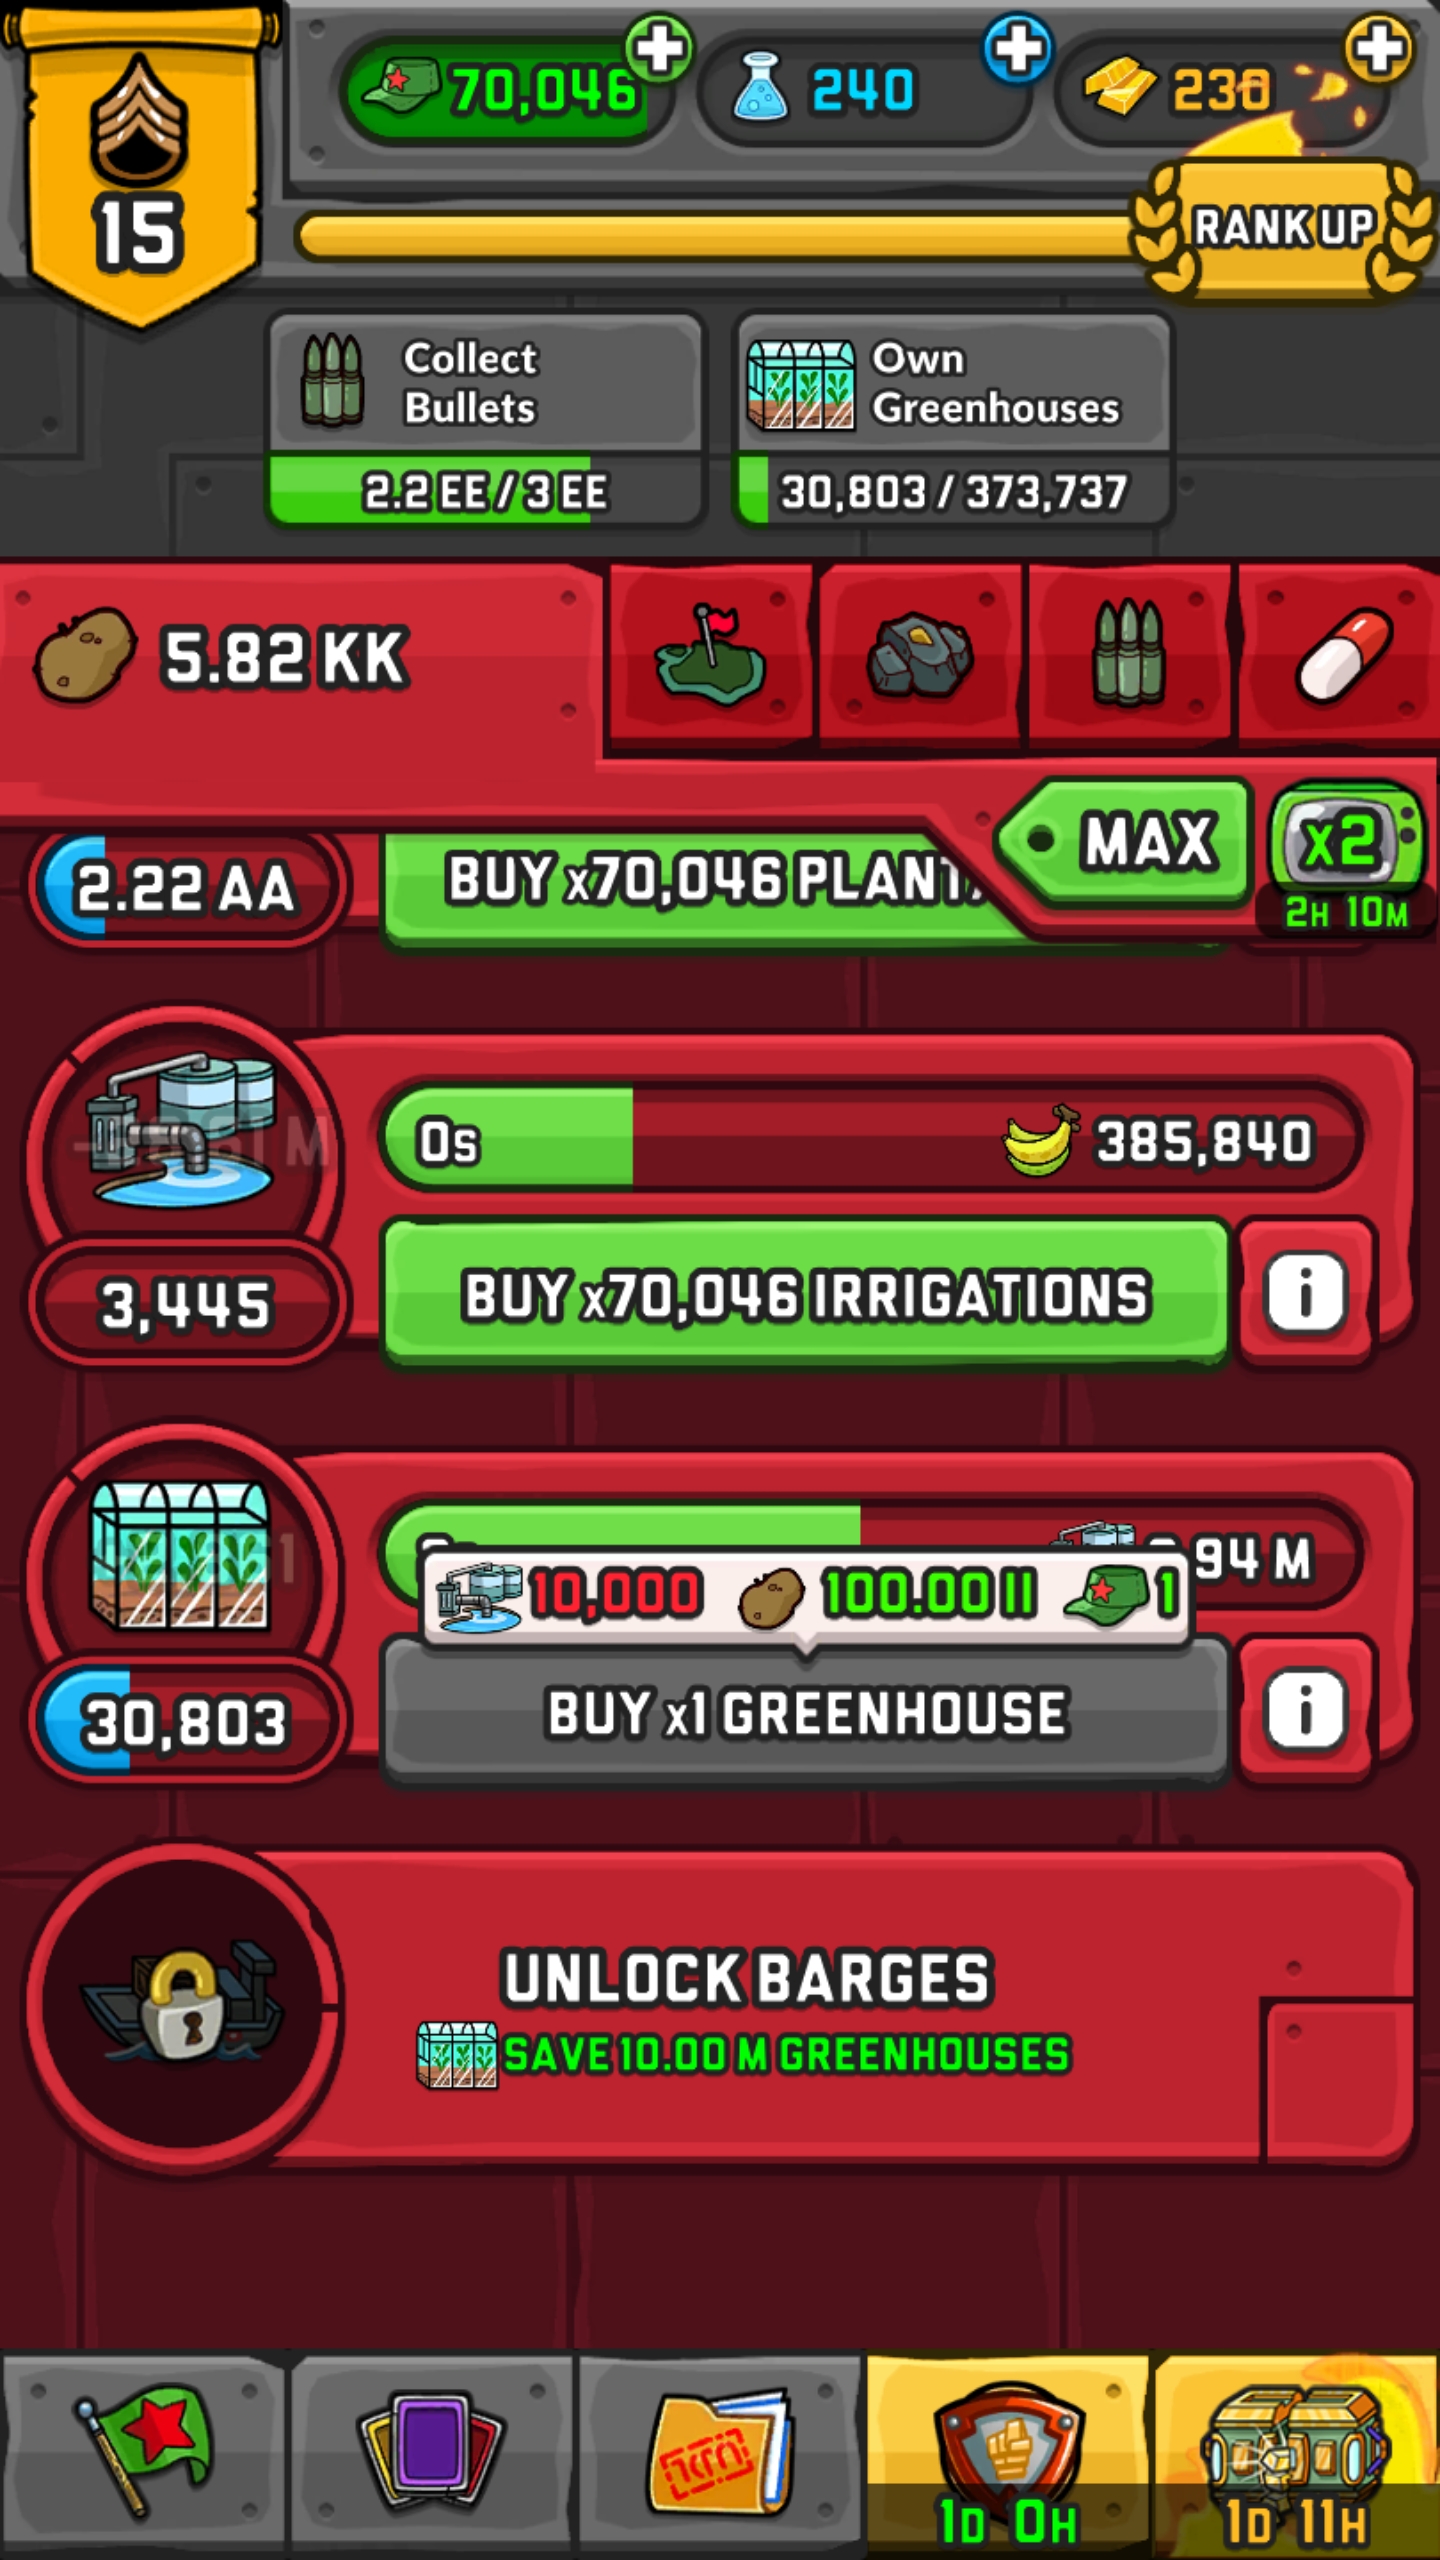 70,046
240
230
15
RANK UP
Collect
Bullets
Own
Greenhouses
2.2 EE / 3 EE
30,803 / 373,737
5.82 KK
MAX
x2
2H 10M
2.22 AA
BUY x70,046
0s
385,840
BUY x70,046 IRRIGATIONS
i
3,445
94 M
10,000
100.00 II
1
BUY x1 GREENHOUSE
i
30,803
UNLOCK BARGES
SAVE 10.00 M GREENHOUSES
1D 0H
1D 11H